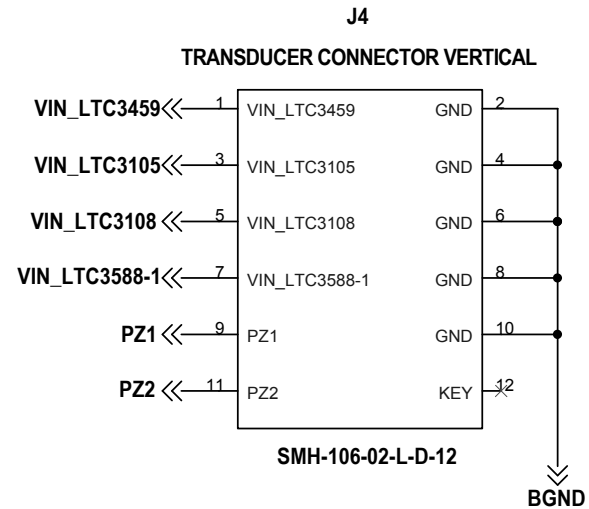 J4
TRANSDUCER CONNECTOR VERTICAL
VIN_LTC3459 1 VIN_LTC3459 GND 2
VIN_LTC3105 3 VIN_LTC3105 GND 4
VIN_LTC3108 5 VIN_LTC3108 GND 6
VIN_LTC3588-1 7 VIN_LTC3588-1 GND 8
PZ1 9 PZ1 GND 10
PZ2 11 PZ2 KEY 12
SMH-106-02-L-D-12
BGND